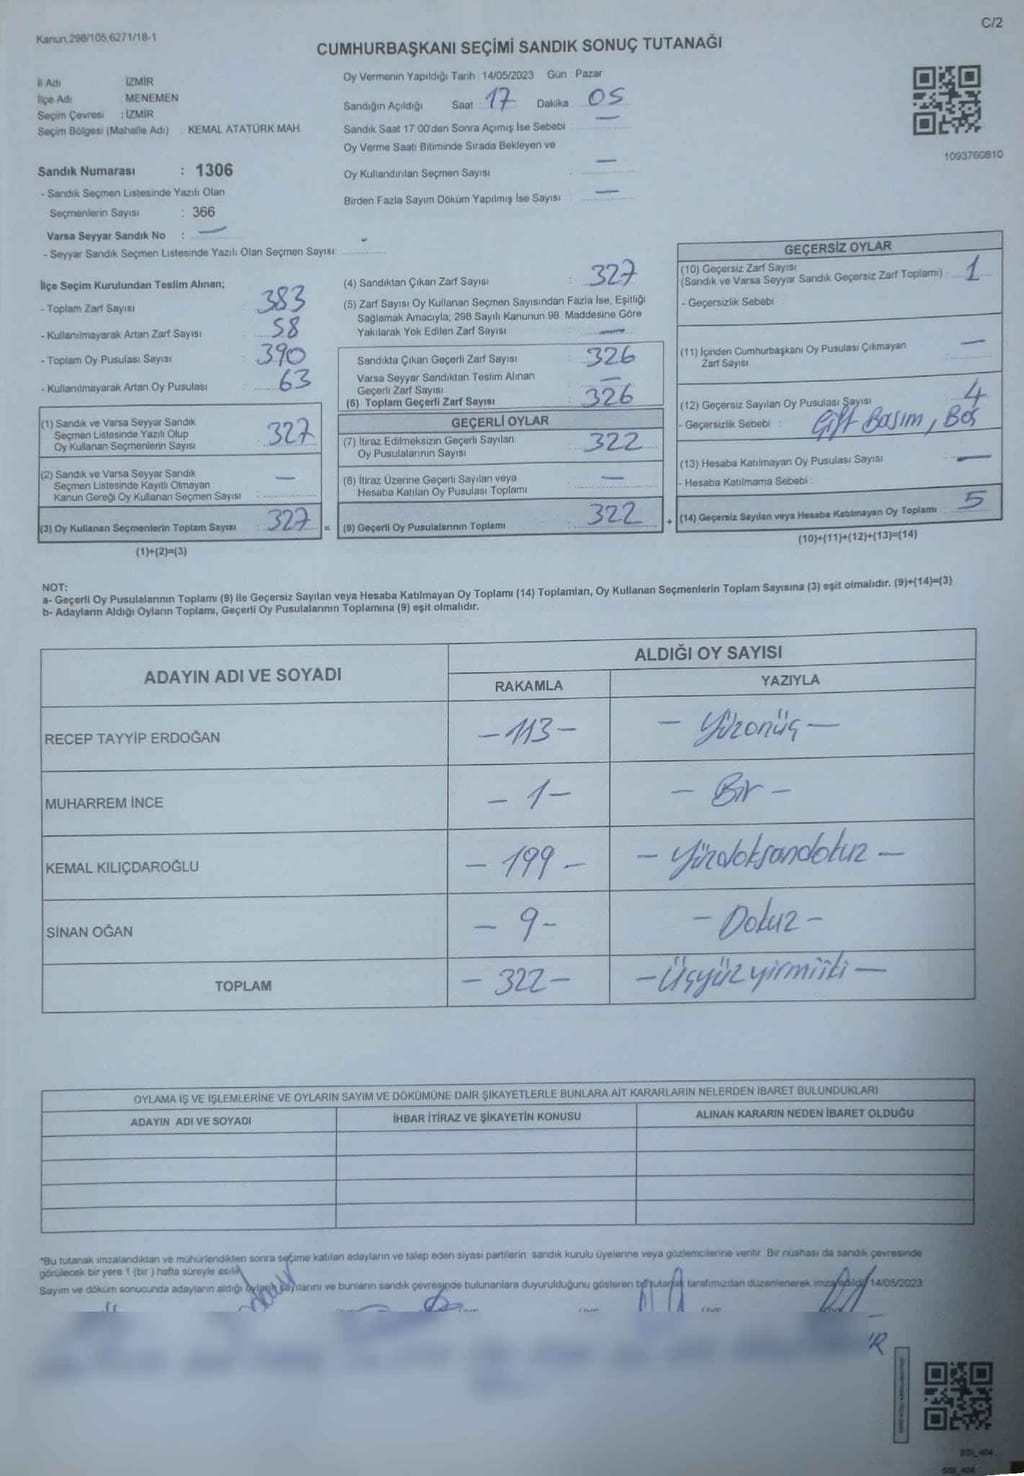 C/2
Kanun.298/105,6271/18-1
CUMHURBAŞKANI SEÇİMİ SANDIK SONUÇ TUTANAĞI
İl Adı : İZMİR
İlçe Adı : MENEMEN
Seçim Çevresi : İZMİR
Seçim Bölgesi (Mahalle Adı) : KEMAL ATATÜRK MAH
Sandık Numarası : 1306
- Sandık Seçmen Listesinde Yazılı Olan
Seçmenlerin Sayısı : 366
Varsa Seyyar Sandık No : —
- Seyyar Sandık Seçmen Listesinde Yazılı Olan Seçmen Sayısı:
Oy Vermenin Yapıldığı Tarih : 14/05/2023 Gün : Pazar
Sandığın Açıldığı Saat 17 Dakika 05
Sandık Saat 17 00'den Sonra Açımış İse Sebebi —
Oy Verme Saati Bitiminde Sırada Bekleyen ve
Oy Kullandırılan Seçmen Sayısı : —
Birden Fazla Sayım Döküm Yapılmış İse Sayısı : —
1093760810
İlçe Seçim Kurulundan Teslim Alınan;
- Toplam Zarf Sayısı : 383
- Kullanılmayarak Artan Zarf Sayısı : 58
- Toplam Oy Pusulası Sayısı : 390
- Kullanılmayarak Artan Oy Pusulası : 63
(1) Sandık ve Varsa Seyyar Sandık
Seçmen Listesinde Yazılı Olup
Oy Kullanan Seçmenlerin Sayısı : 327
(2) Sandık ve Varsa Seyyar Sandık
Seçmen Listesinde Kayıtlı Olmayan
Kanun Gereği Oy Kullanan Seçmen Sayısı : —
(3) Oy Kullanan Seçmenlerin Toplam Sayısı : 327 =
(1)+(2)=(3)
(4) Sandıktan Çıkan Zarf Sayısı : 327
(5) Zarf Sayısı Oy Kullanan Seçmen Sayısından Fazla İse, Eşitliği
Sağlamak Amacıyla; 298 Sayılı Kanunun 98. Maddesine Göre
Yakılarak Yok Edilen Zarf Sayısı : —
Sandıkta Çıkan Geçerli Zarf Sayısı : 326
Varsa Seyyar Sandıktan Teslim Alınan
Geçerli Zarf Sayısı : —
(6) Toplam Geçerli Zarf Sayısı : 326
GEÇERLİ OYLAR
(7) İtiraz Edilmeksizin Geçerli Sayılan
Oy Pusulalarının Sayısı : 322
(8) İtiraz Üzerine Geçerli Sayılan veya
Hesaba Katılan Oy Pusulası Toplamı : —
(9) Geçerli Oy Pusulalarının Toplamı : 322 +
GEÇERSİZ OYLAR
(10) Geçersiz Zarf Sayısı
(Sandık ve Varsa Seyyar Sandık Geçersiz Zarf Toplamı) : 1
- Geçersizlik Sebebi
(11) İçinden Cumhurbaşkanı Oy Pusulası Çıkmayan
Zarf Sayısı —
(12) Geçersiz Sayılan Oy Pusulası Sayısı : 4
- Geçersizlik Sebebi : Çift Basım, Boş
(13) Hesaba Katılmayan Oy Pusulası Sayısı : —
- Hesaba Katılmama Sebebi :
(14) Geçersiz Sayılan veya Hesaba Katılmayan Oy Toplamı : 5
(10)+(11)+(12)+(13)=(14)
NOT:
a- Geçerli Oy Pusulalarının Toplamı (9) ile Geçersiz Sayılan veya Hesaba Katılmayan Oy Toplamı (14) Toplamları, Oy Kullanan Seçmenlerin Toplam Sayısına (3) eşit olmalıdır. (9)+(14)=(3)
b- Adayların Aldığı Oyların Toplamı, Geçerli Oy Pusulalarının Toplamına (9) eşit olmalıdır.
ADAYIN ADI VE SOYADI
ALDIĞI OY SAYISI
RAKAMLA YAZIYLA
RECEP TAYYİP ERDOĞAN -113- - Yüzonüç -
MUHARREM İNCE - 1 - - Bir -
KEMAL KILIÇDAROĞLU - 199 - - Yüzdoksandokuz -
SİNAN OĞAN - 9 - - Dokuz -
TOPLAM - 322 - - Üçyüzyirmiiki -
OYLAMA İŞ VE İŞLEMLERİNE VE OYLARIN SAYIM VE DÖKÜMÜNE DAİR ŞİKAYETLERLE BUNLARA AİT KARARLARIN NELERDEN İBARET BULUNDUKLARI
ADAYIN ADI VE SOYADI İHBAR İTİRAZ VE ŞİKAYETİN KONUSU ALINAN KARARIN NEDEN İBARET OLDUĞU
*Bu tutanak imzalandıktan ve mühürlendikten sonra seçime katılan adayların ve talep eden siyasi partilerin sandık kurulu üyelerine veya gözlemcilerine verilir. Bir nüshası da sandık çevresinde
görülecek bir yere 1 (bir ) hafta süreyle asılır.
Sayım ve döküm sonucunda adayların aldığı oyların sayılarını ve bunların sandık çevresinde bulunanlara duyurulduğunu gösteren bu tutanak tarafımızdan düzenlenerek imza edildi. 14/05/2023